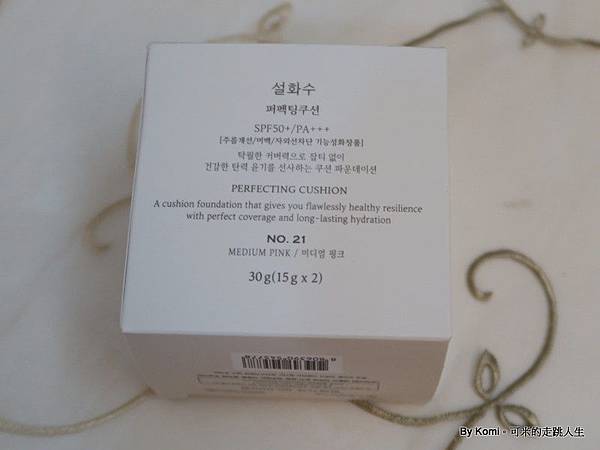 설화수
퍼펙팅쿠션
SPF50+/PA+++
[주름개선/미백/자외선차단 기능성화장품]
탁월한 커버력으로 잡티 없이
건강한 탄력 윤기를 선사하는 쿠션 파운데이션
PERFECTING CUSHION
A cushion foundation that gives you flawlessly healthy resilience
with perfect coverage and long-lasting hydration
NO. 21
MEDIUM PINK / 미디엄 핑크
30g(15g x 2)
By Komi - 可米的走跳人生